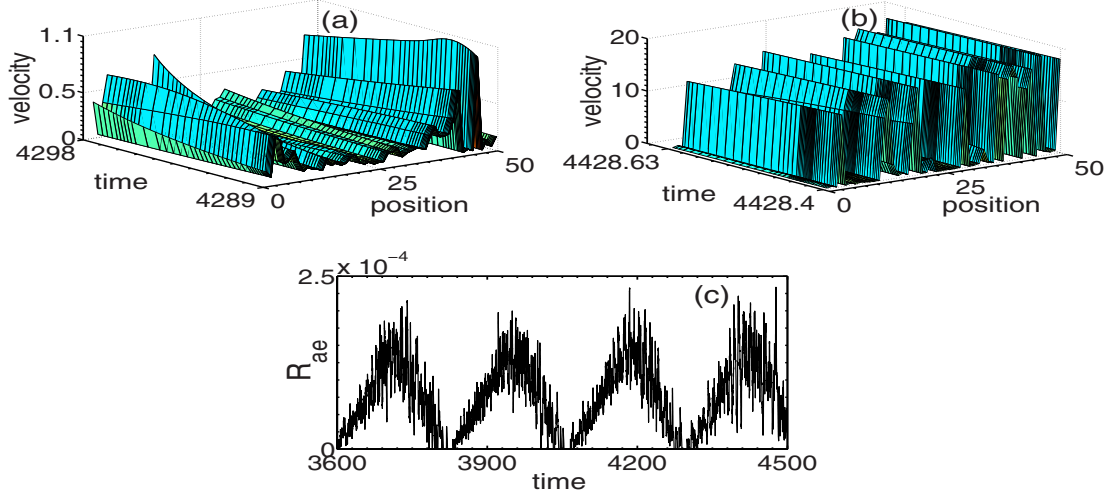 (a)
1.1
0.5
0
velocity
4298
time
4289
0
25
50
position
(b)
20
10
0
velocity
4428.63
time
4428.4
0
25
50
position
2.5
x 10⁻⁴
(c)
R_ae
0
3600
3900
4200
4500
time